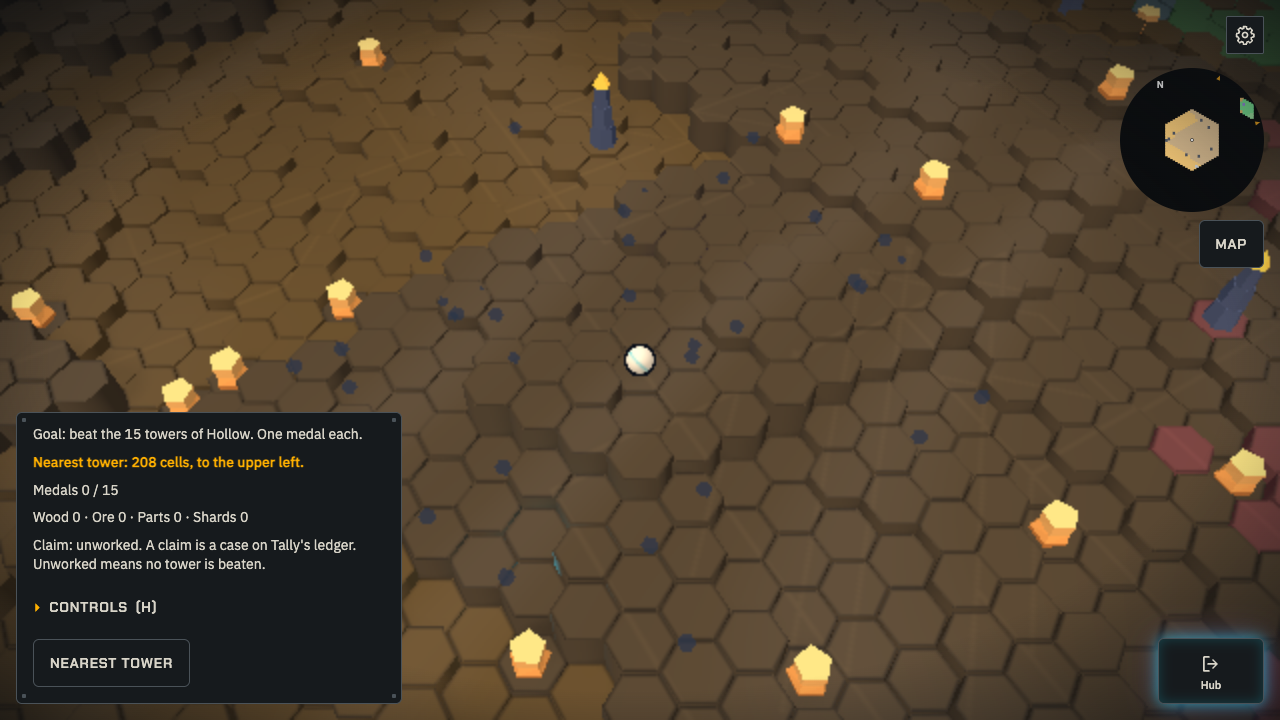 N
MAP
Goal: beat the 15 towers of Hollow. One medal each.
Nearest tower: 208 cells, to the upper left.
Medals 0 / 15
Wood 0 · Ore 0 · Parts 0 · Shards 0
Claim: unworked. A claim is a case on Tally's ledger.
Unworked means no tower is beaten.
CONTROLS (H)
NEAREST TOWER
Hub